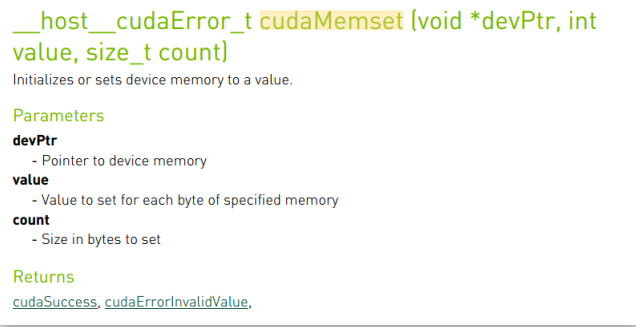 __host__cudaError_t cudaMemset (void *devPtr, int
value, size_t count)
Initializes or sets device memory to a value.
Parameters
devPtr
- Pointer to device memory
value
- Value to set for each byte of specified memory
count
- Size in bytes to set
Returns
cudaSuccess, cudaErrorInvalidValue,